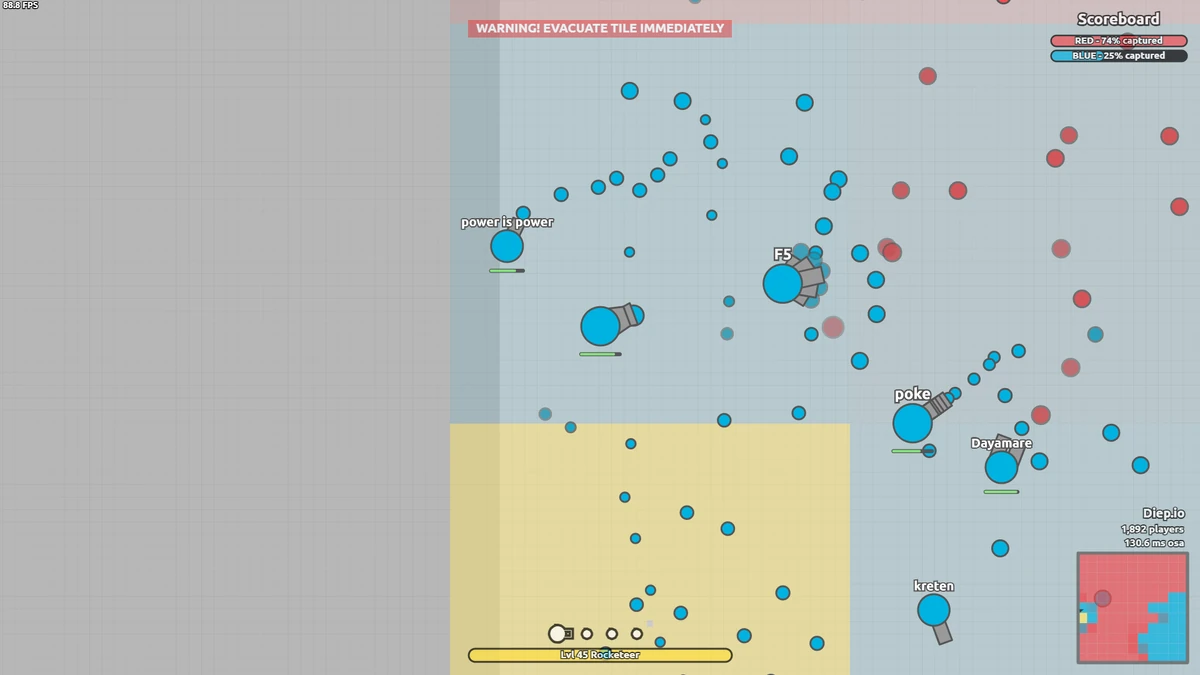 88.8 FPS
WARNING! EVACUATE TILE IMMEDIATELY
Scoreboard
RED - 74% captured
BLUE - 25% captured
power is power
F5
poke
Dayamare
Diep.io
1,892 players
130.6 ms osa
kreten
Lvl 45 Rocketeer